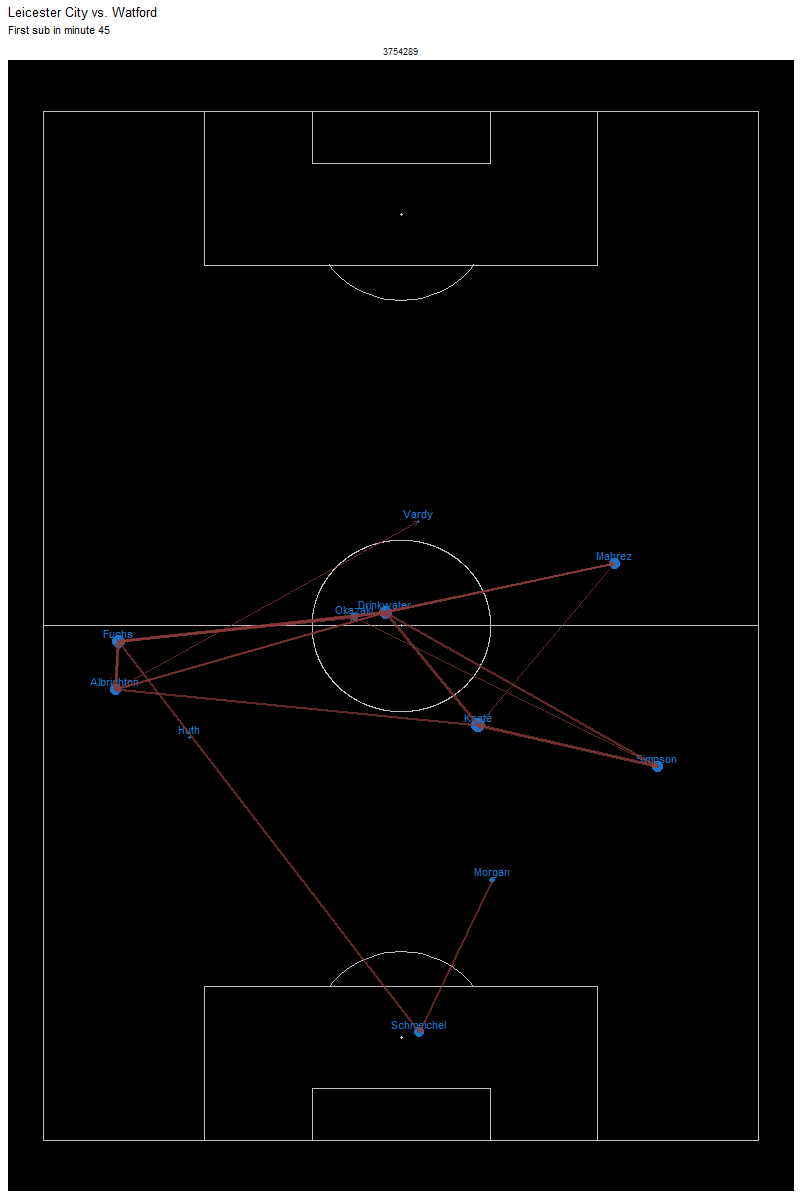 Leicester City vs. Watford
First sub in minute 45
3754289
Vardy
Mahrez
Drinkwater
Okazaki
Fuchs
Albrighton
Kanté
Huth
Simpson
Morgan
Schmeichel